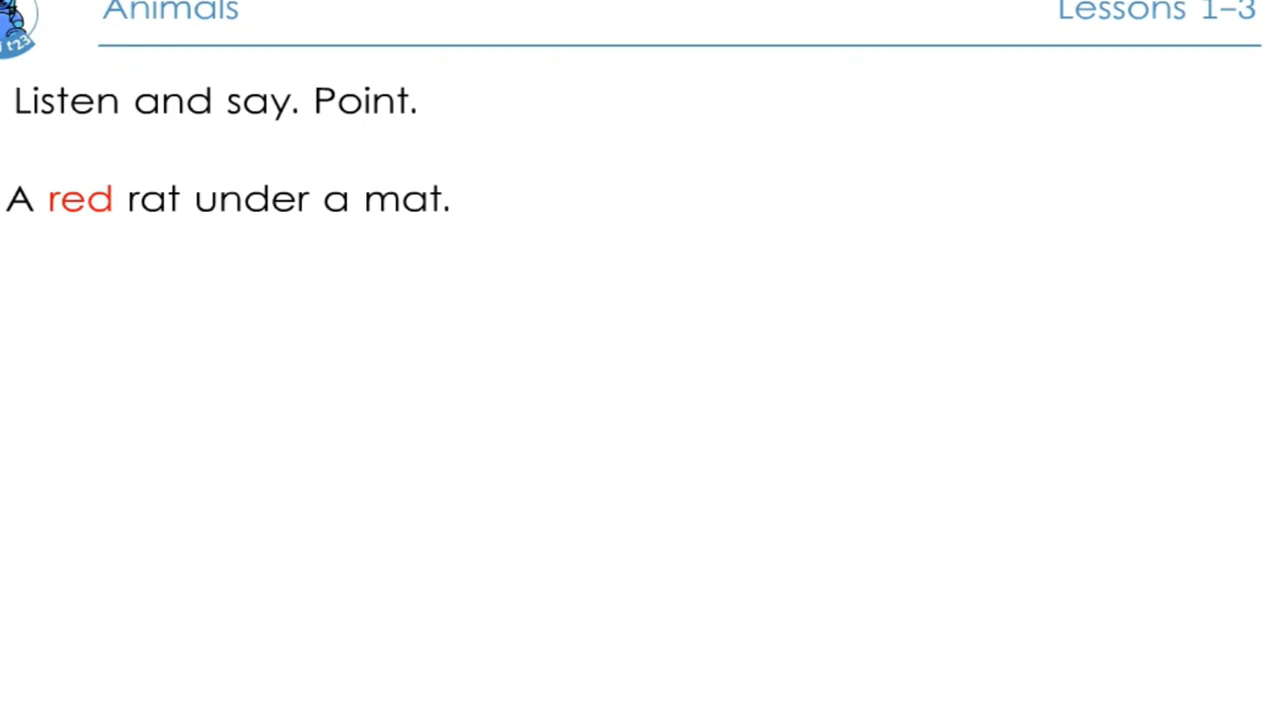 Animals
Lessons 1–3
Listen and say. Point.
A red rat under a mat.